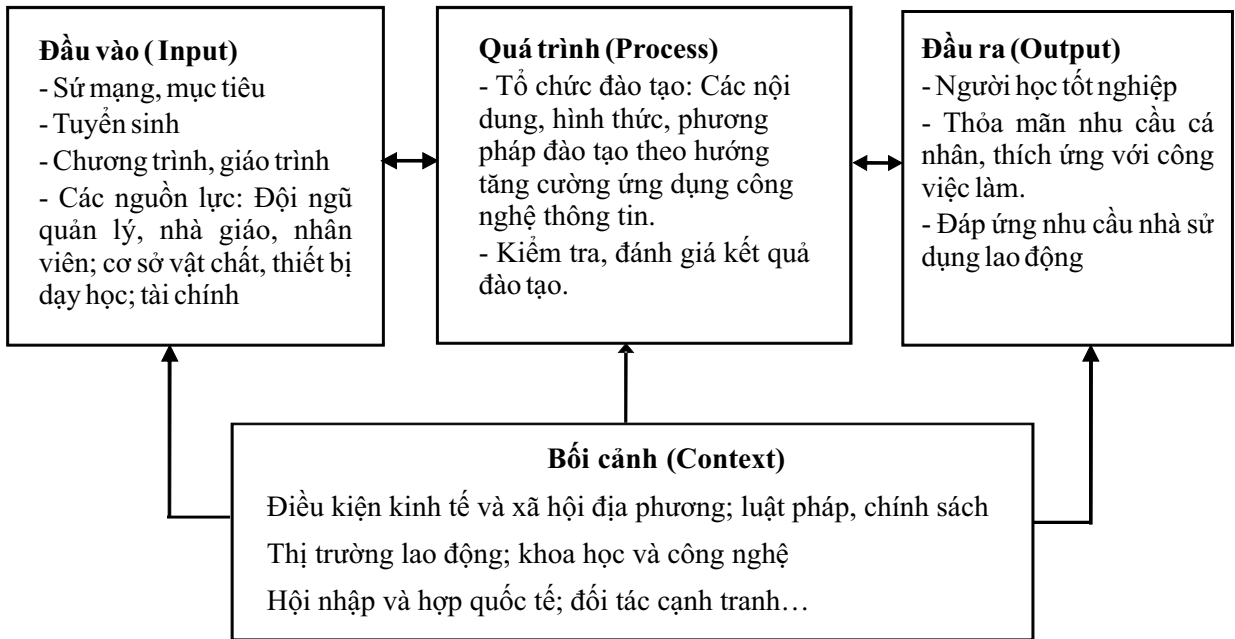 Đầu vào ( Input)
- Sứ mạng, mục tiêu
- Tuyển sinh
- Chương trình, giáo trình
- Các nguồn lực: Đội ngũ
quản lý, nhà giáo, nhân
viên; cơ sở vật chất, thiết bị
dạy học; tài chính
Quá trình (Process)
- Tổ chức đào tạo: Các nội
dung, hình thức, phương
pháp đào tạo theo hướng
tăng cường ứng dụng công
nghệ thông tin.
- Kiểm tra, đánh giá kết quả
đào tạo.
Đầu ra (Output)
- Người học tốt nghiệp
- Thỏa mãn nhu cầu cá
nhân, thích ứng với công
việc làm.
- Đáp ứng nhu cầu nhà sử
dụng lao động
Bối cảnh (Context)
Điều kiện kinh tế và xã hội địa phương; luật pháp, chính sách
Thị trường lao động; khoa học và công nghệ
Hội nhập và hợp quốc tế; đối tác cạnh tranh…